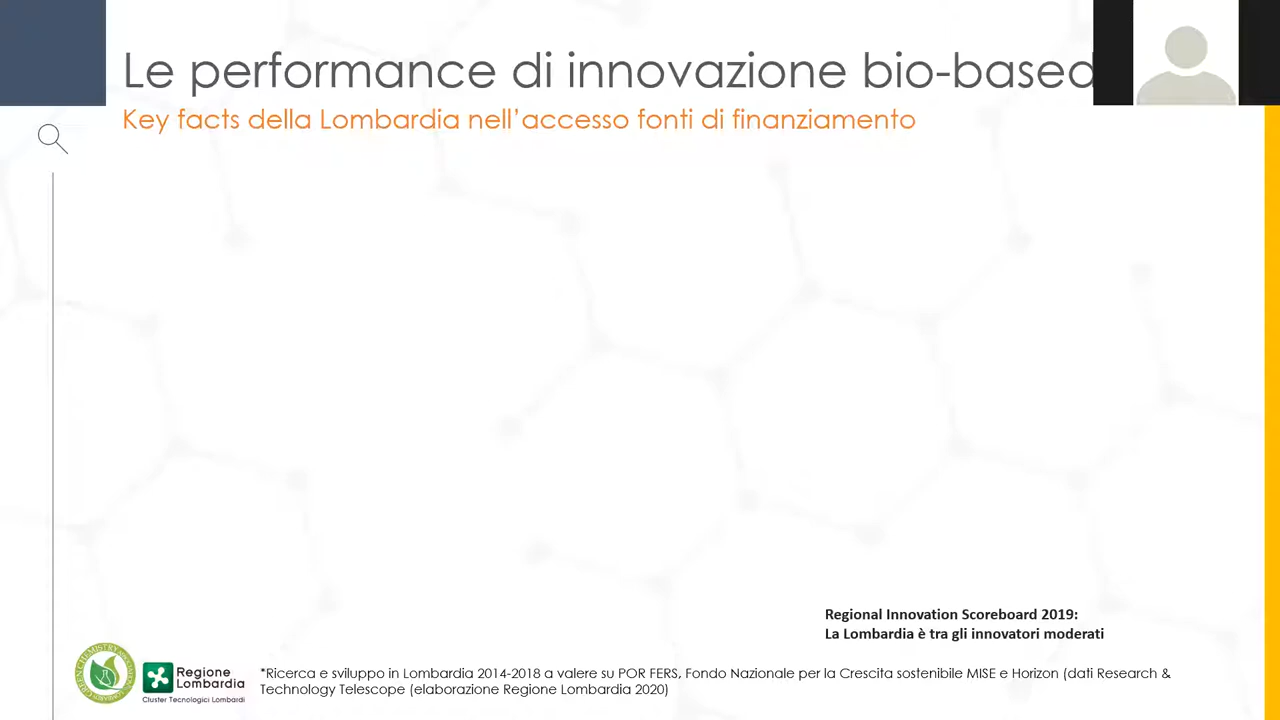 Le performance di innovazione bio-based
Key facts della Lombardia nell'accesso fonti di finanziamento
Regional Innovation Scoreboard 2019:
La Lombardia è tra gli innovatori moderati
Regione
Lombardia
Cluster Tecnologici Lombardi
*Ricerca e sviluppo in Lombardia 2014-2018 a valere su POR FERS, Fondo Nazionale per la Crescita sostenibile MISE e Horizon (dati Research &
Technology Telescope (elaborazione Regione Lombardia 2020)